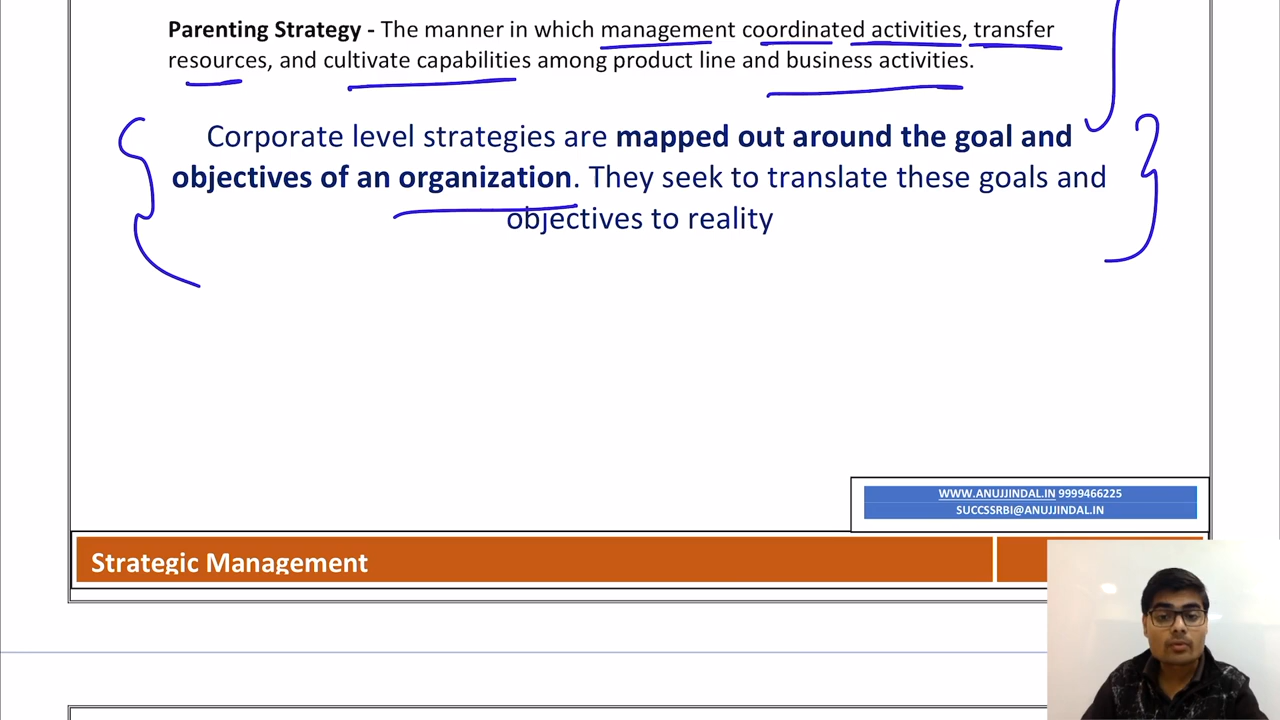 Parenting Strategy - The manner in which management coordinated activities, transfer
resources, and cultivate capabilities among product line and business activities.
Corporate level strategies are mapped out around the goal and
objectives of an organization. They seek to translate these goals and
objectives to reality
WWW.ANUJJINDAL.IN 9999466225
SUCCSSRBI@ANUJJINDAL.IN
Strategic Management